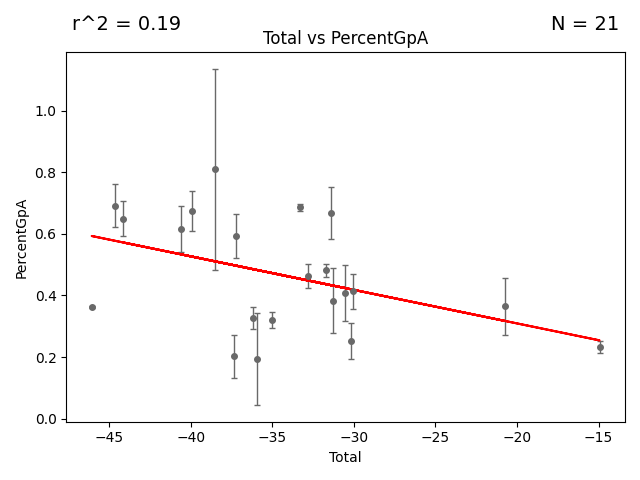 r^2 = 0.19
N = 21
Total vs PercentGpA
PercentGpA
1.0
0.8
0.6
0.4
0.2
0.0
−45
−40
−35
−30
−25
−20
−15
Total